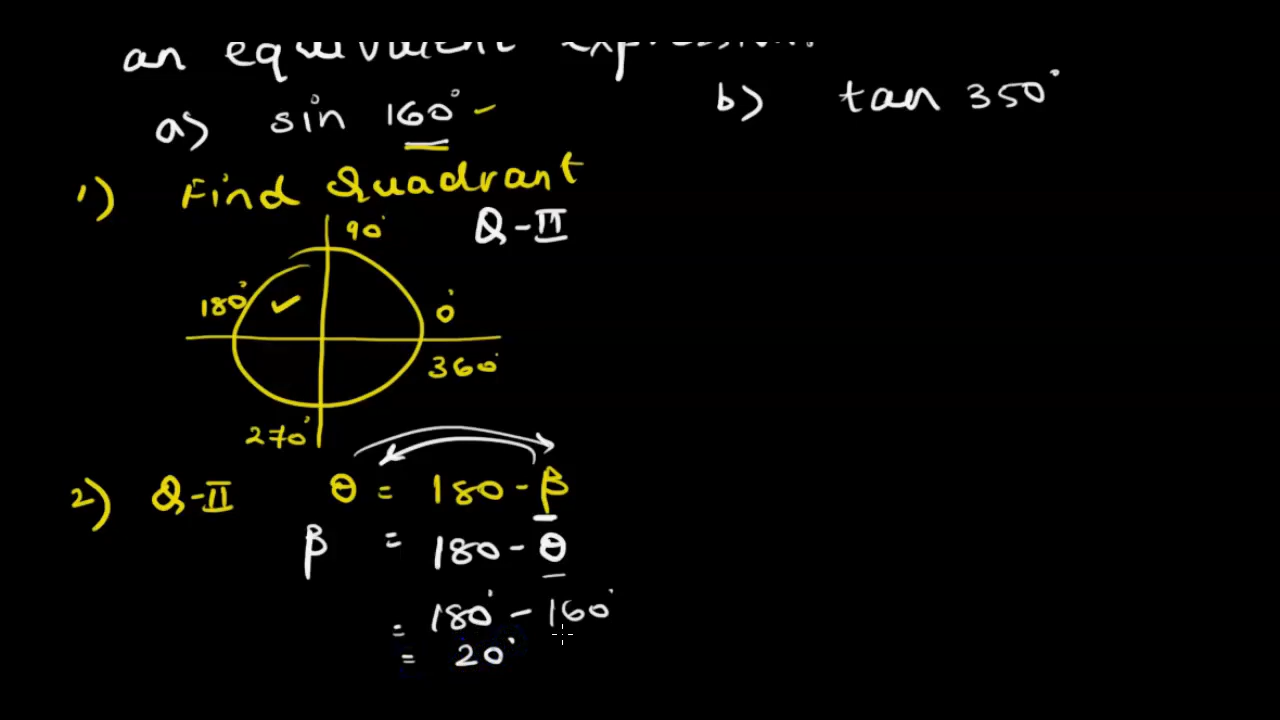 an equivalent expression.
a) sin 160° b) tan 350°
1) Find Quadrant
Q-II
90°
180° 0°
360°
270°
2) Q-II θ = 180 - β
β = 180 - θ
= 180° - 160°
= 20°